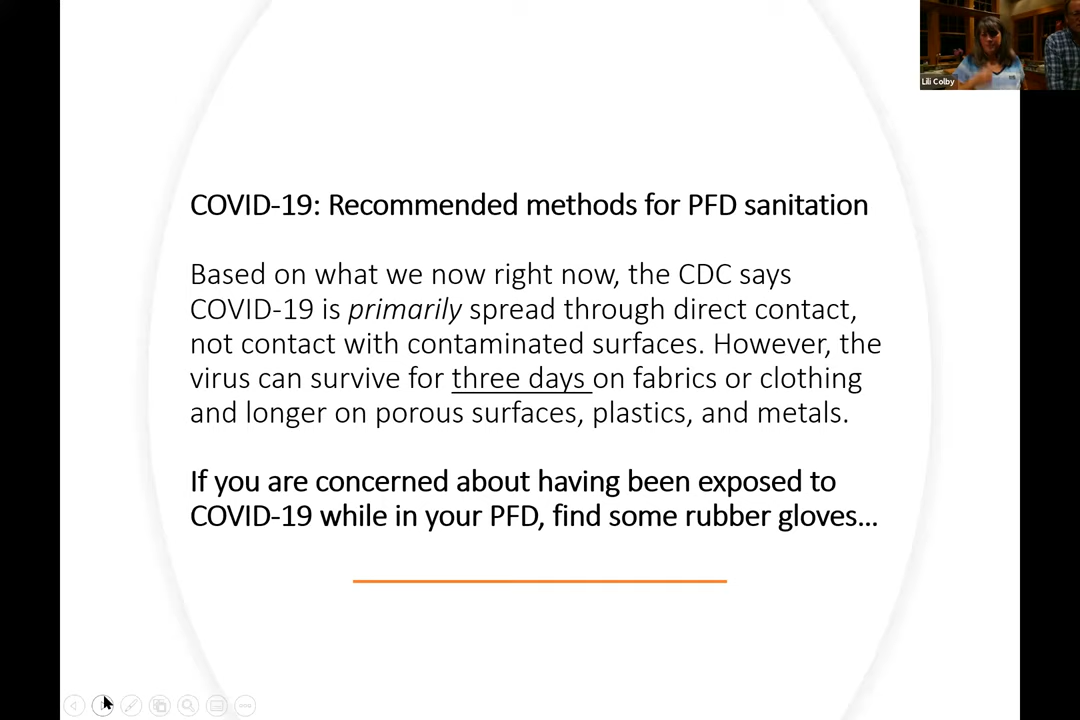 Lili Colby
COVID-19: Recommended methods for PFD sanitation
Based on what we now right now, the CDC says
COVID-19 is primarily spread through direct contact,
not contact with contaminated surfaces. However, the
virus can survive for three days on fabrics or clothing
and longer on porous surfaces, plastics, and metals.
If you are concerned about having been exposed to
COVID-19 while in your PFD, find some rubber gloves...